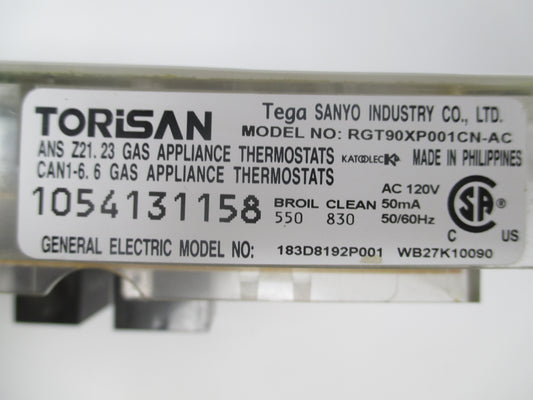 TORiSAN
Tega SANYO INDUSTRY CO., LTD.
MODEL NO: RGT90XP001CN-AC
ANS Z21. 23 GAS APPLIANCE THERMOSTATS KATOOLEC K MADE IN PHILIPPINES
CAN1-6. 6 GAS APPLIANCE THERMOSTATS
1054131158 BROIL CLEAN AC 120V
550 830 50mA
50/60Hz
SA ®
C US
GENERAL ELECTRIC MODEL NO: 183D8192P001 WB27K10090